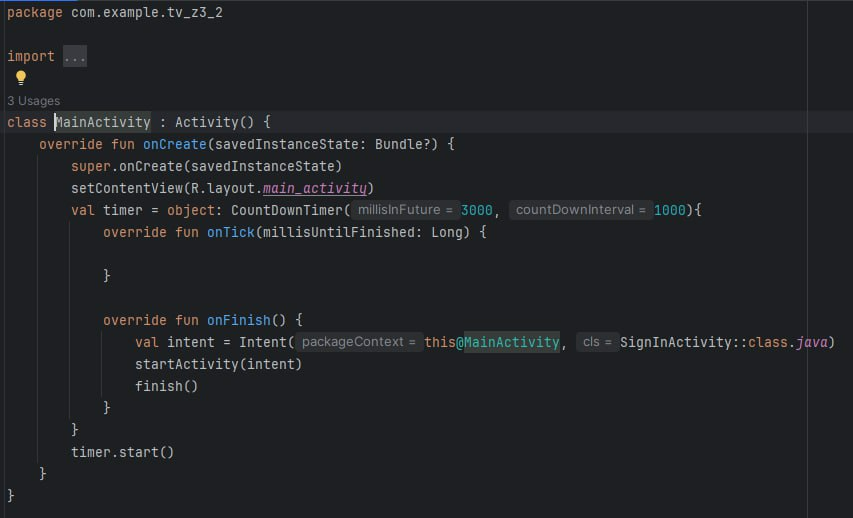 package com.example.tv_z3_2
import ...
3 Usages
class MainActivity : Activity() {
override fun onCreate(savedInstanceState: Bundle?) {
super.onCreate(savedInstanceState)
setContentView(R.layout.main_activity)
val timer = object: CountDownTimer( millisInFuture = 3000, countDownInterval = 1000){
override fun onTick(millisUntilFinished: Long) {
}
override fun onFinish() {
val intent = Intent( packageContext = this@MainActivity, cls = SignInActivity::class.java)
startActivity(intent)
finish()
}
}
timer.start()
}
}